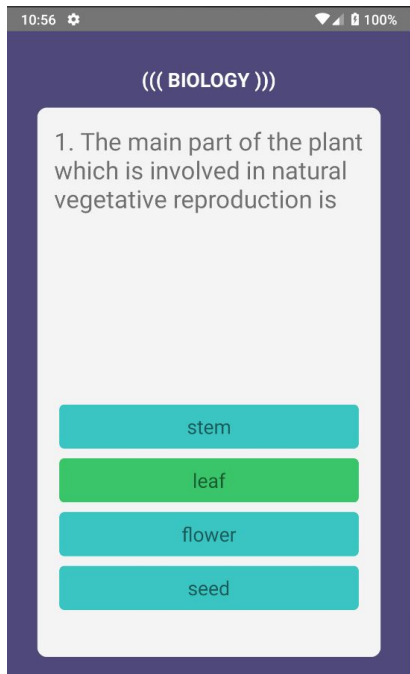 10:56 100%
((( BIOLOGY )))
1. The main part of the plant
which is involved in natural
vegetative reproduction is
stem
leaf
flower
seed